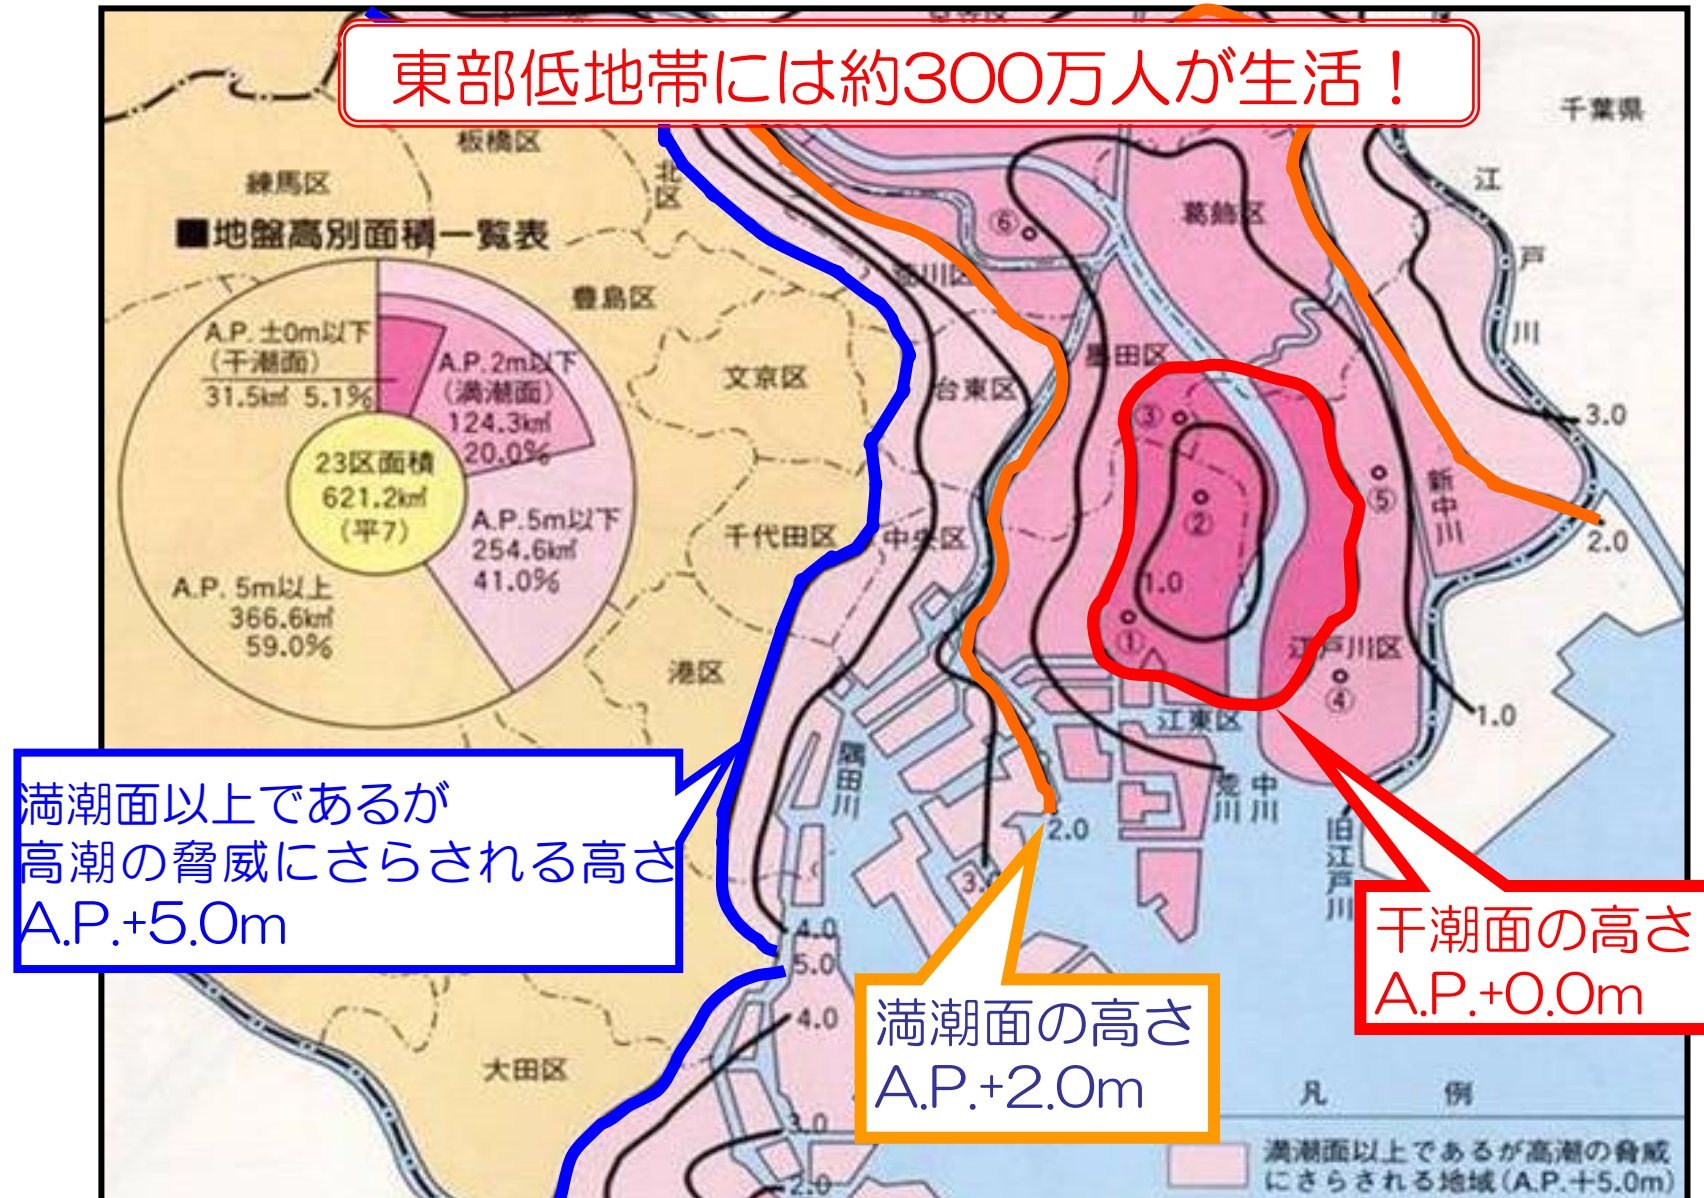 東部低地帯には約300万人が生活！
千葉県
板橋区
練馬区
北区
江戸川
葛飾区
⑥
■地盤高別面積一覧表
荒川区
豊島区
A.P. ±0m以下
(干潮面)
31.5k㎡ 5.1%
A.P.2m以下
(満潮面)
124.3k㎡
20.0%
23区面積
621.2k㎡
(平7)
A.P.5m以下
254.6k㎡
41.0%
A.P. 5m以上
366.6k㎡
59.0%
墨田区
文京区
台東区
③
3.0
⑤
新中川
②
千代田区
中央区
2.0
1.0
①
江戸川区
④
港区
江東区
1.0
隅田川
荒川
中川
旧江戸川
2.0
3.0
満潮面以上であるが
高潮の脅威にさらされる高さ
A.P.+5.0m
干潮面の高さ
A.P.+0.0m
4.0
5.0
4.0
満潮面の高さ
A.P.+2.0m
大田区
3.0
2.0
凡 例
満潮面以上であるが高潮の脅威
にさらされる地域(A.P.+5.0m)